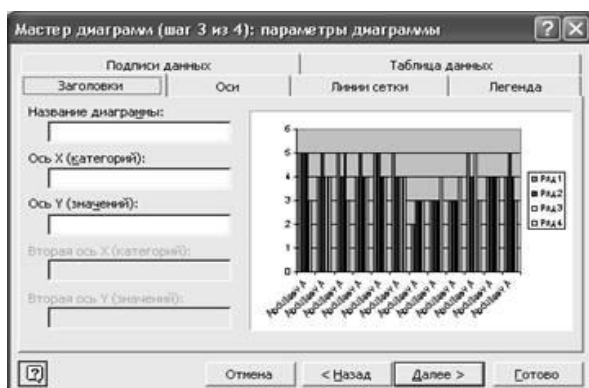 Мастер диаграмм (шаг 3 из 4): параметры диаграммы
Подписи данных
Таблица данных
Заголовки
Оси
Линии сетки
Легенда
Название диаграммы:
Ось X (категорий):
Ось Y (значений):
Вторая ось X (категорий):
Вторая ось Y (значений):
6
5
4
3
2
1
0
Ряд1
Ряд2
Ряд3
Ряд4
Отмена
< Назад
Далее >
Готово